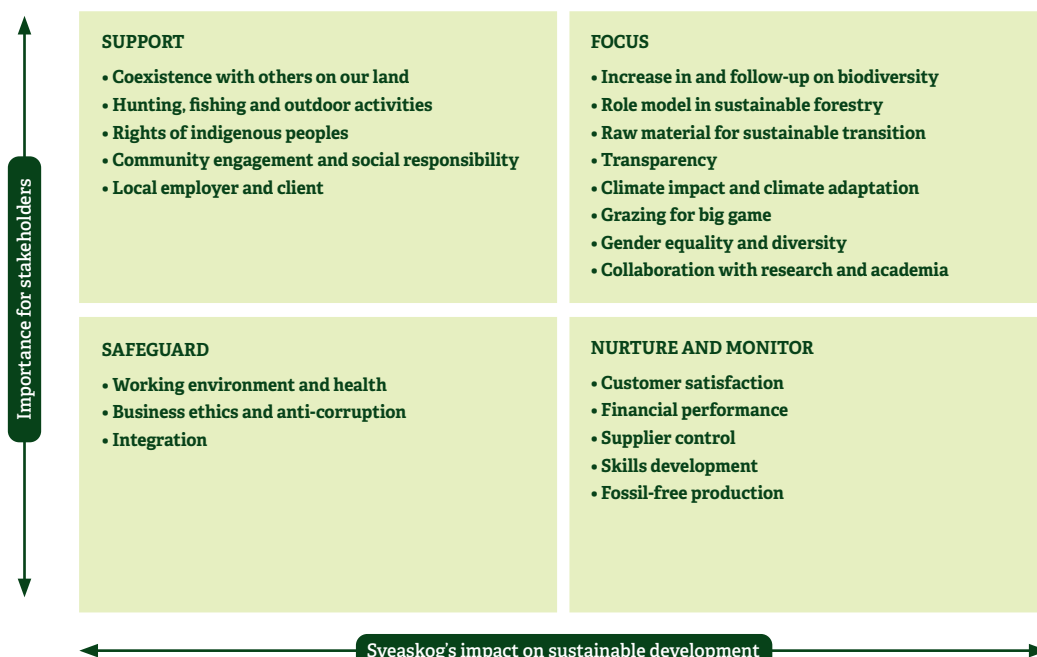 Importance for stakeholders
SUPPORT
• Coexistence with others on our land
• Hunting, fishing and outdoor activities
• Rights of indigenous peoples
• Community engagement and social responsibility
• Local employer and client
FOCUS
• Increase in and follow-up on biodiversity
• Role model in sustainable forestry
• Raw material for sustainable transition
• Transparency
• Climate impact and climate adaptation
• Grazing for big game
• Gender equality and diversity
• Collaboration with research and academia
SAFEGUARD
• Working environment and health
• Business ethics and anti-corruption
• Integration
NURTURE AND MONITOR
• Customer satisfaction
• Financial performance
• Supplier control
• Skills development
• Fossil-free production
Sveaskog's impact on sustainable development